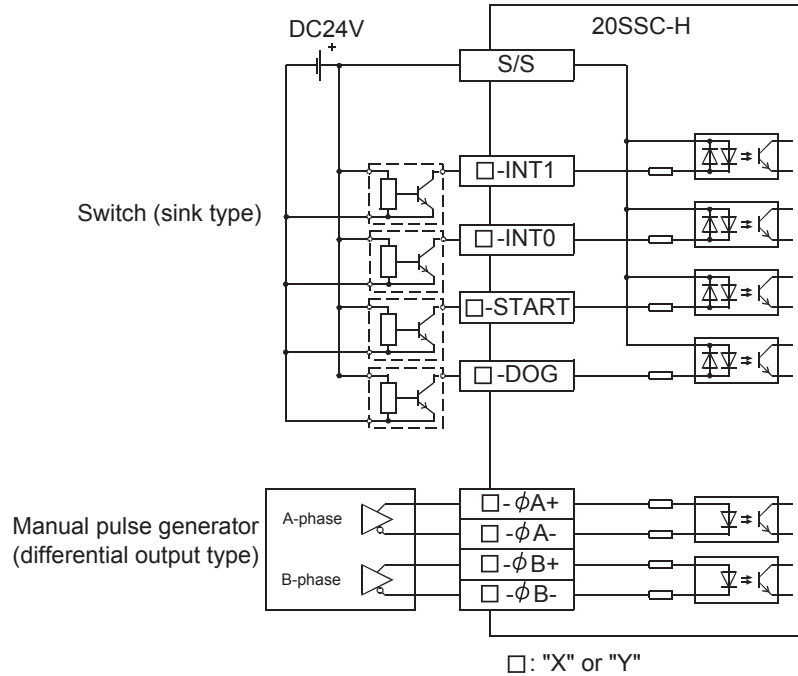 DC24V
+
20SSC-H
S/S
□-INT1
Switch (sink type)
□-INT0
□-START
□-DOG
Manual pulse generator
(differential output type)
A-phase
B-phase
□-ϕA+
□-ϕA-
□-ϕB+
□-ϕB-
□: "X" or "Y"